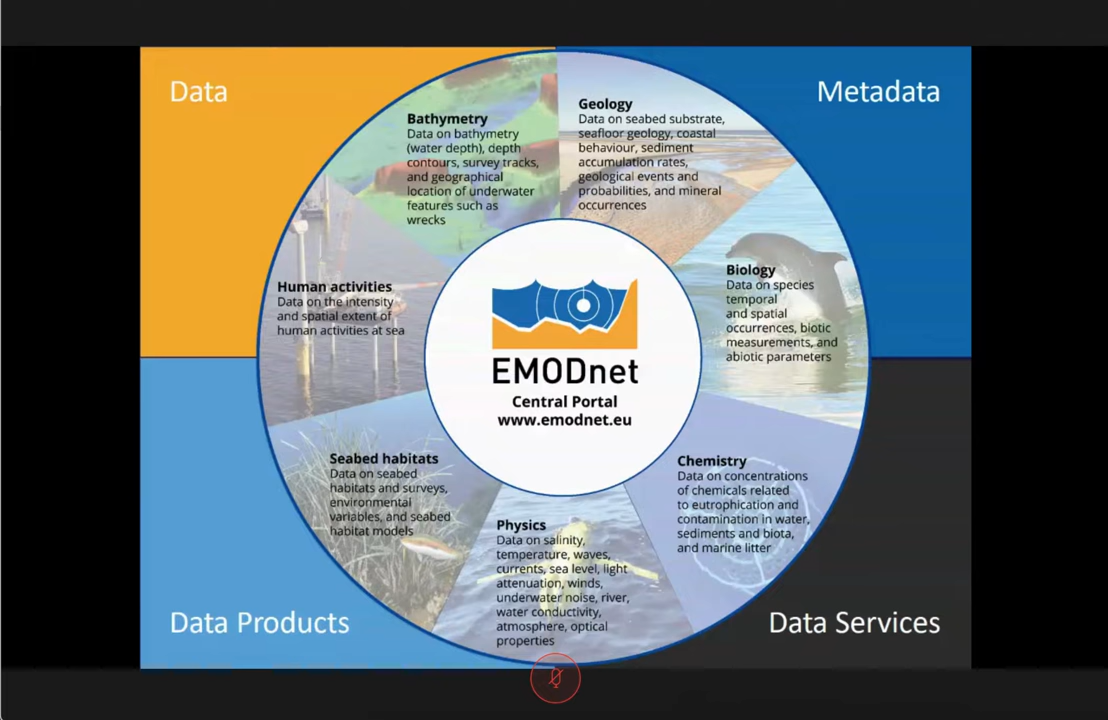 Data
Metadata
Bathymetry
Data on bathymetry
(water depth), depth
contours, survey tracks,
and geographical
location of underwater
features such as
wrecks
Geology
Data on seabed substrate,
seafloor geology, coastal
behaviour, sediment
accumulation rates,
geological events and
probabilities, and mineral
occurrences
Human activities
Data on the intensity
and spatial extent of
human activities at sea
Biology
Data on species
temporal
and spatial
occurrences, biotic
measurements, and
abiotic parameters
EMODnet
Central Portal
www.emodnet.eu
Seabed habitats
Data on seabed
habitats and surveys,
environmental
variables, and seabed
habitat models
Physics
Data on salinity,
temperature, waves,
currents, sea level, light
attenuation, winds,
underwater noise, river,
water conductivity,
atmosphere, optical
properties
Chemistry
Data on concentrations
of chemicals related
to eutrophication and
contamination in water,
sediments and biota,
and marine litter
Data Products
Data Services